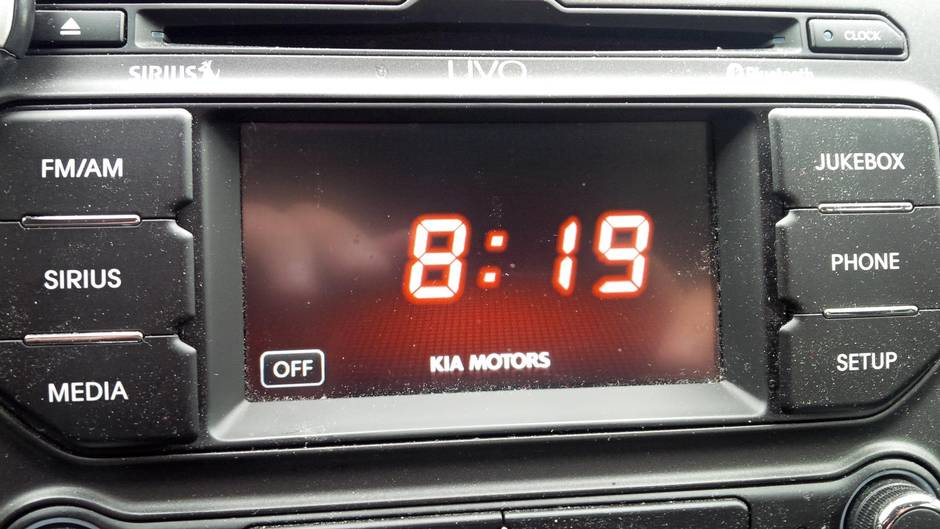 CLOCK
SIRIUS UVO Bluetooth
FM/AM
JUKEBOX
8:19
SIRIUS
PHONE
OFF
KIA MOTORS
MEDIA
SETUP